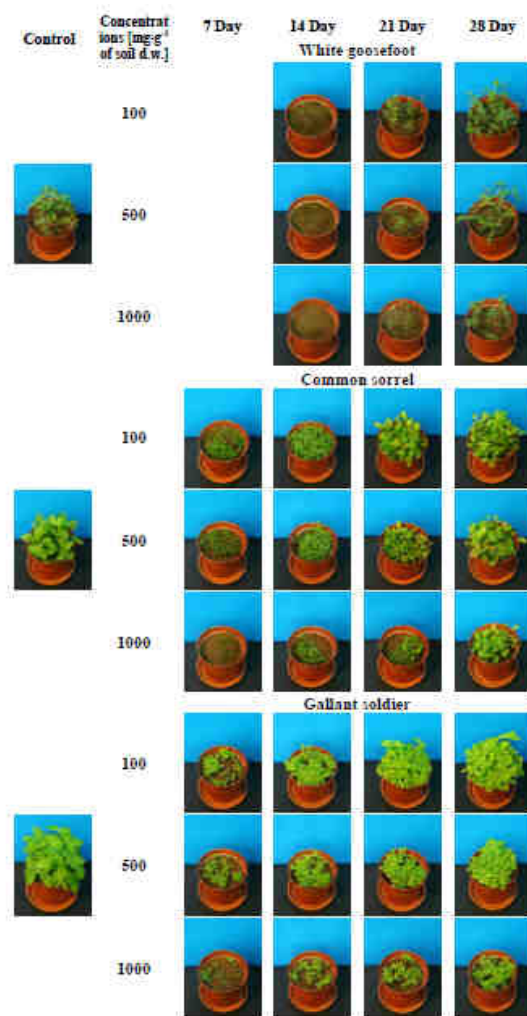 Control
Concentrat
ions [mg·g⁻¹
of soil d.w.]
7 Day
14 Day
21 Day
28 Day
White goosefoot
100
500
1000
Common sorrel
100
500
1000
Gallant soldier
100
500
1000